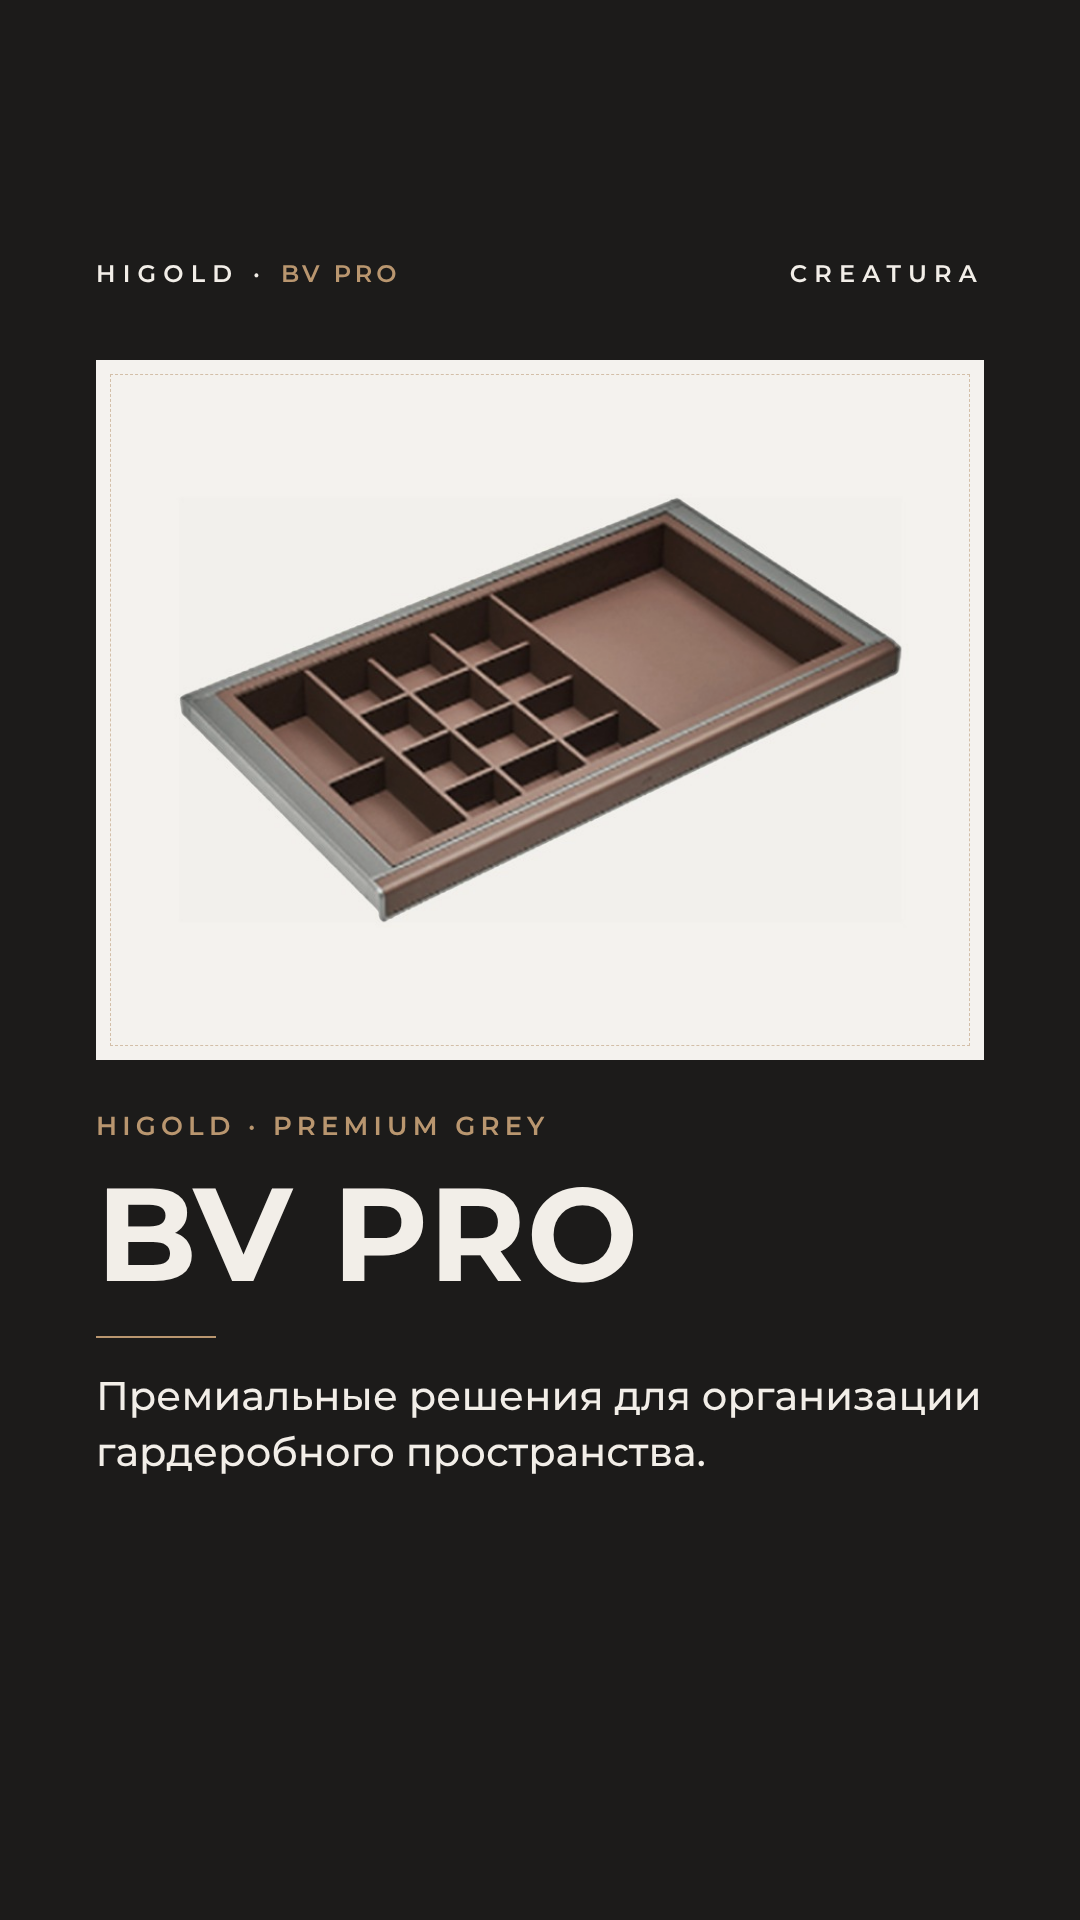 HIGOLD · BV PRO
CREATURA
HIGOLD · PREMIUM GREY
BV PRO
Премиальные решения для организации
гардеробного пространства.